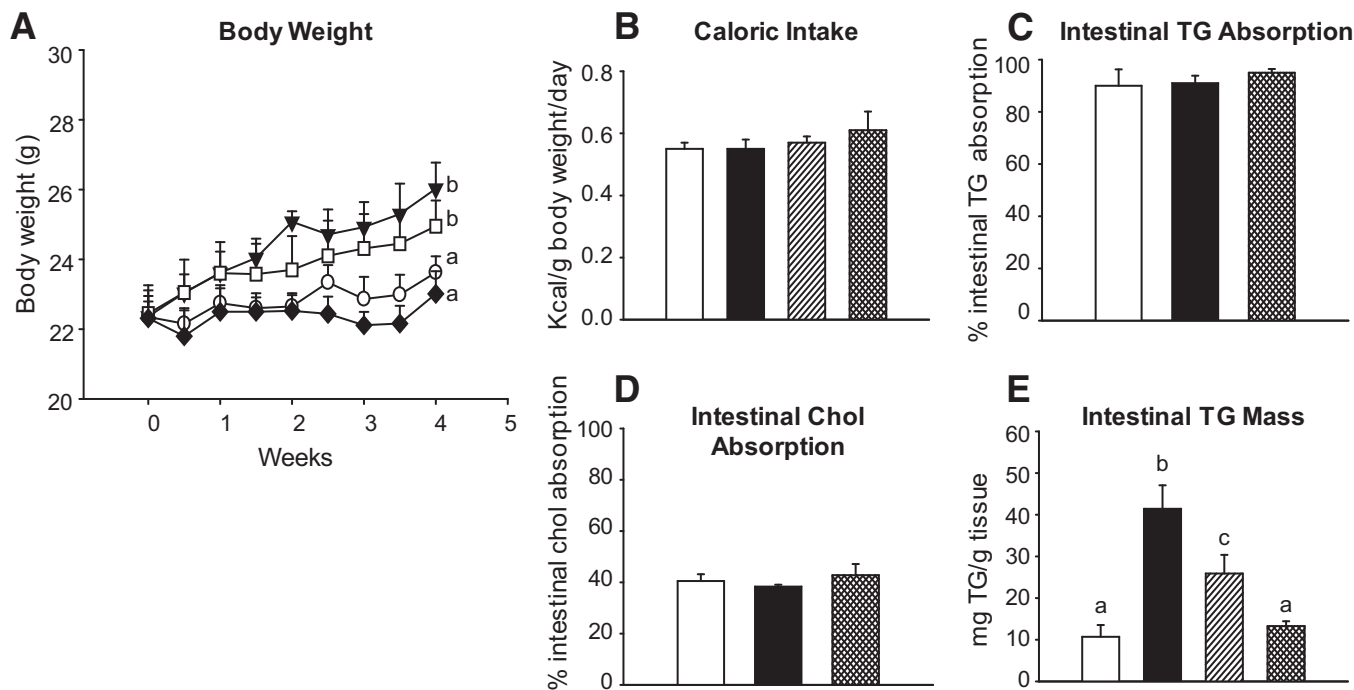 A
Body Weight
Body weight (g)
30
28
26
24
22
20
b
b
a
a
0 1 2 3 4 5
Weeks
B
Caloric Intake
Kcal/g body weight/day
0.8
0.6
0.4
0.2
0.0
C
Intestinal TG Absorption
% intestinal TG absorption
100
80
60
40
20
0
D
Intestinal Chol
Absorption
% intestinal chol absorption
100
80
60
40
20
0
E
Intestinal TG Mass
mg TG/g tissue
60
50
40
30
20
10
0
a
b
c
a